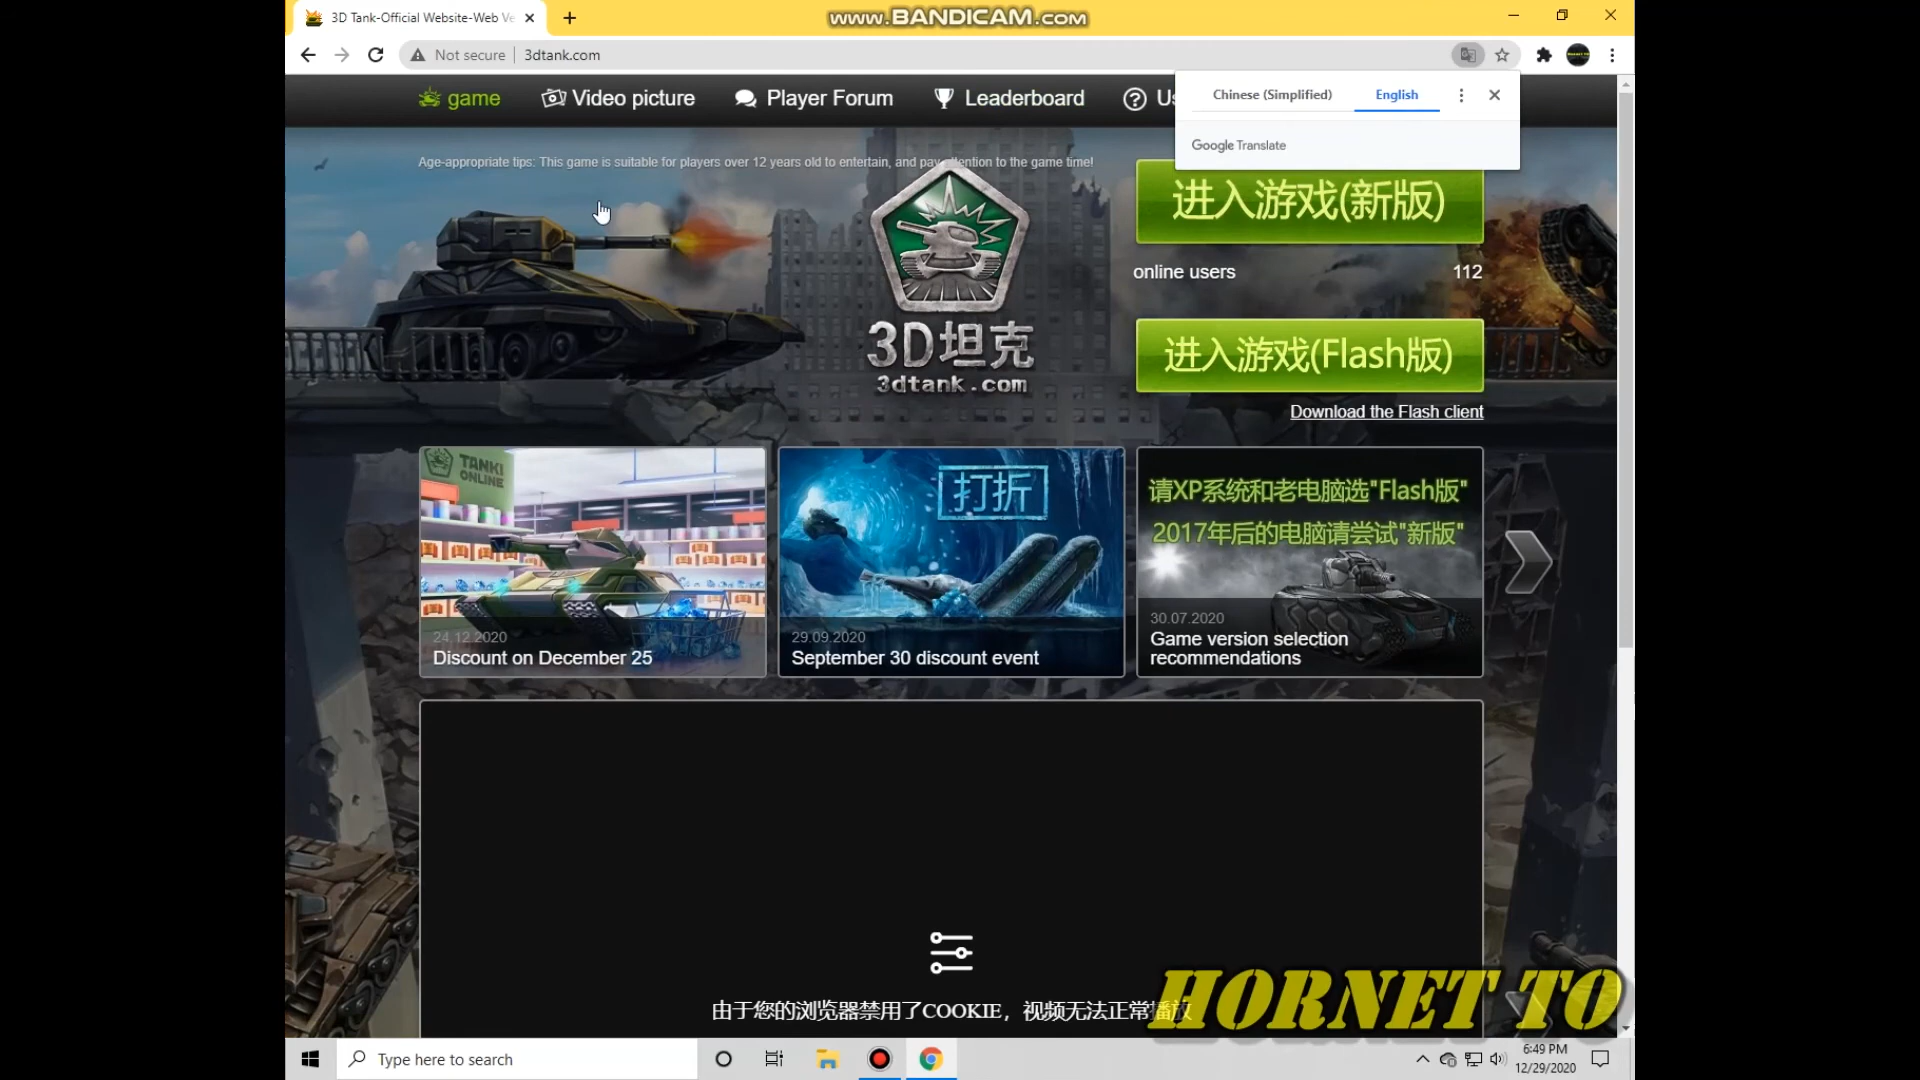 3D Tank-Official Website-Web Ve
www.BANDICAM.com
Not secure
3dtank.com
game
Video picture
Player Forum
Leaderboard
Chinese (Simplified)
English
Google Translate
Age-appropriate tips: This game is suitable for players over 12 years old to entertain, and pay attention to the game time!
进入游戏(新版)
online users
112
3D坦克
3dtank.com
进入游戏(Flash版)
Download the Flash client
TANKI
ONLINE
24.12.2020
Discount on December 25
打折
29.09.2020
September 30 discount event
请XP系统和老电脑选"Flash版"
2017年后的电脑请尝试"新版"
30.07.2020
Game version selection
recommendations
由于您的浏览器禁用了COOKIE，视频无法正常播放
HORNET TO
Type here to search
6:49 PM
12/29/2020